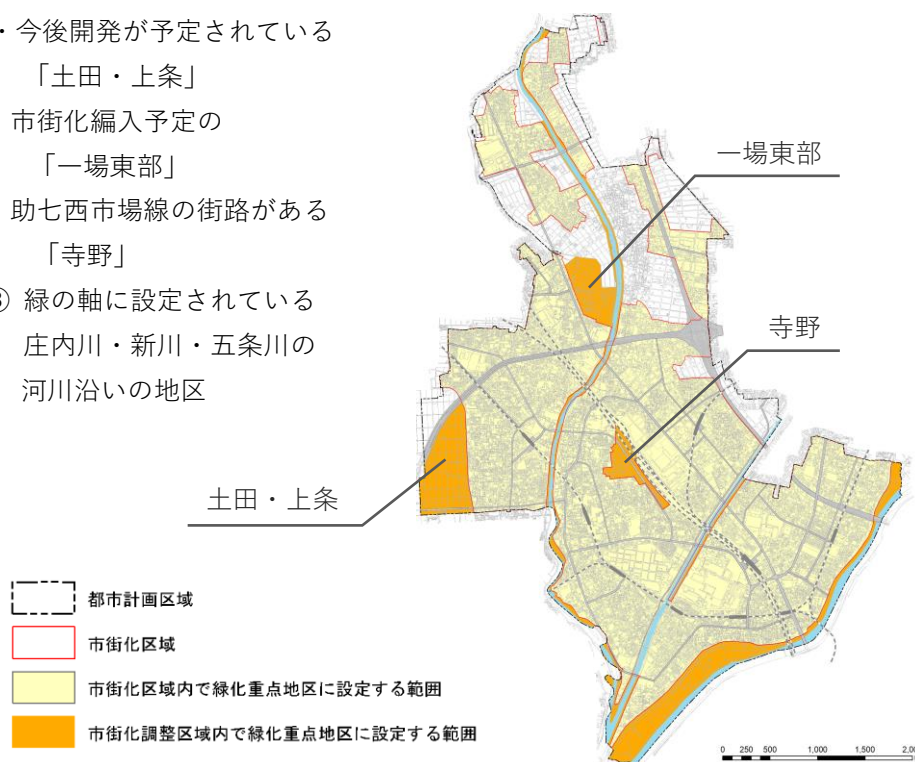 ・今後開発が予定されている
「土田・上条」
市街化編入予定の
「一場東部」
助七西市場線の街路がある
「寺野」
緑の軸に設定されている
庄内川・新川・五条川の
河川沿いの地区
一場東部
寺野
土田・上条
都市計画区域
市街化区域
市街化区域内で緑化重点地区に設定する範囲
市街化調整区域内で緑化重点地区に設定する範囲
0 250 500 1,000 1,500